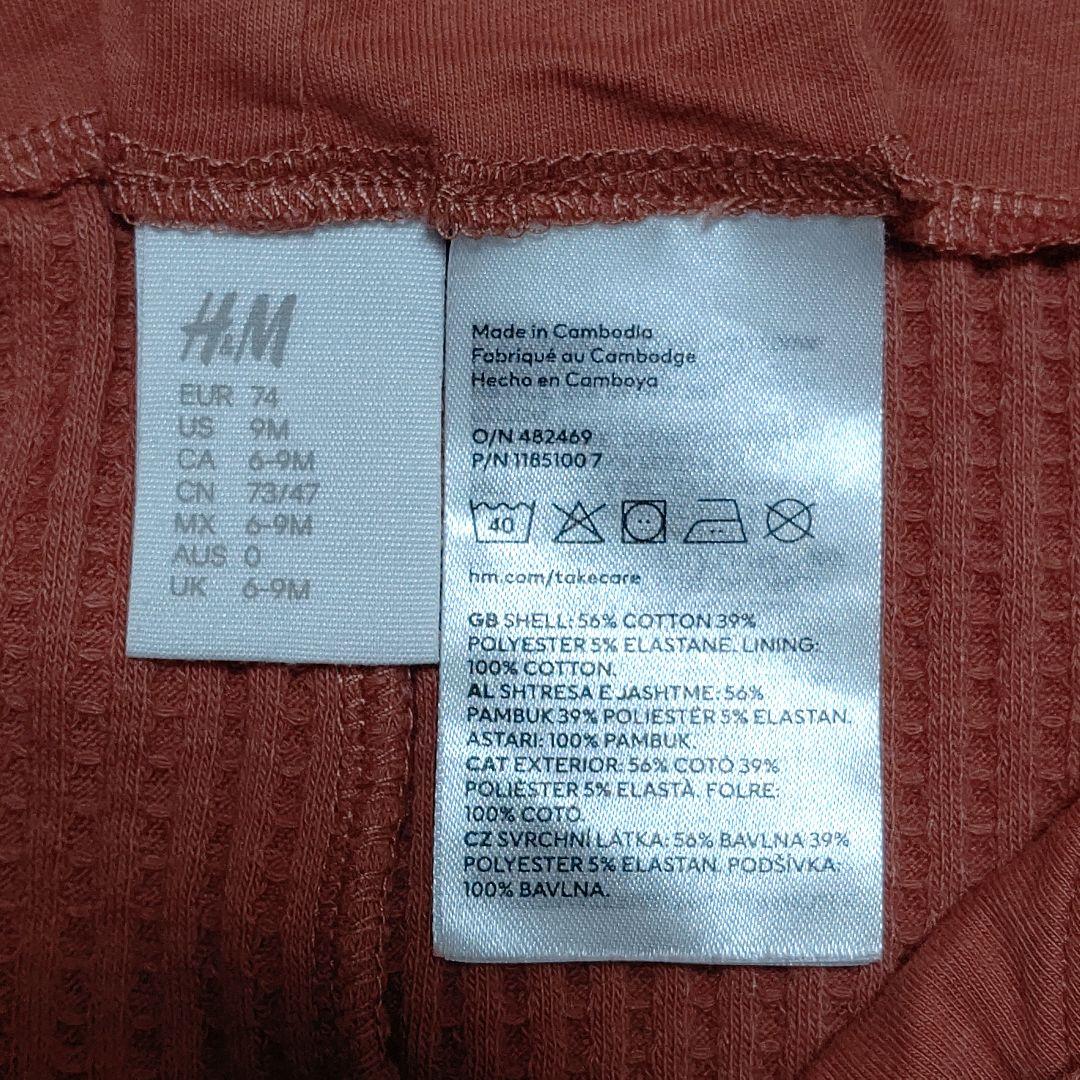 H&M
EUR 74
US 9M
CA 6-9M
CN 73/47
MX 6-9M
AUS 0
UK 6-9M
Made in Cambodia
Fabriqué au Cambodge
Hecho en Camboya
O/N 482469
P/N 1185100 7
40
hm.com/takecare
GB SHELL: 56% COTTON 39%
POLYESTER 5% ELASTANE. LINING:
100% COTTON.
AL SHTRESA E JASHTME: 56%
PAMBUK 39% POLIESTER 5% ELASTAN.
ASTARI: 100% PAMBUK.
CAT EXTERIOR: 56% COTÓ 39%
POLIÈSTER 5% ELASTÀ. FOLRE:
100% COTÓ.
CZ SVRCHNÍ LÁTKA: 56% BAVLNA 39%
POLYESTER 5% ELASTAN. PODŠÍVKA:
100% BAVLNA.